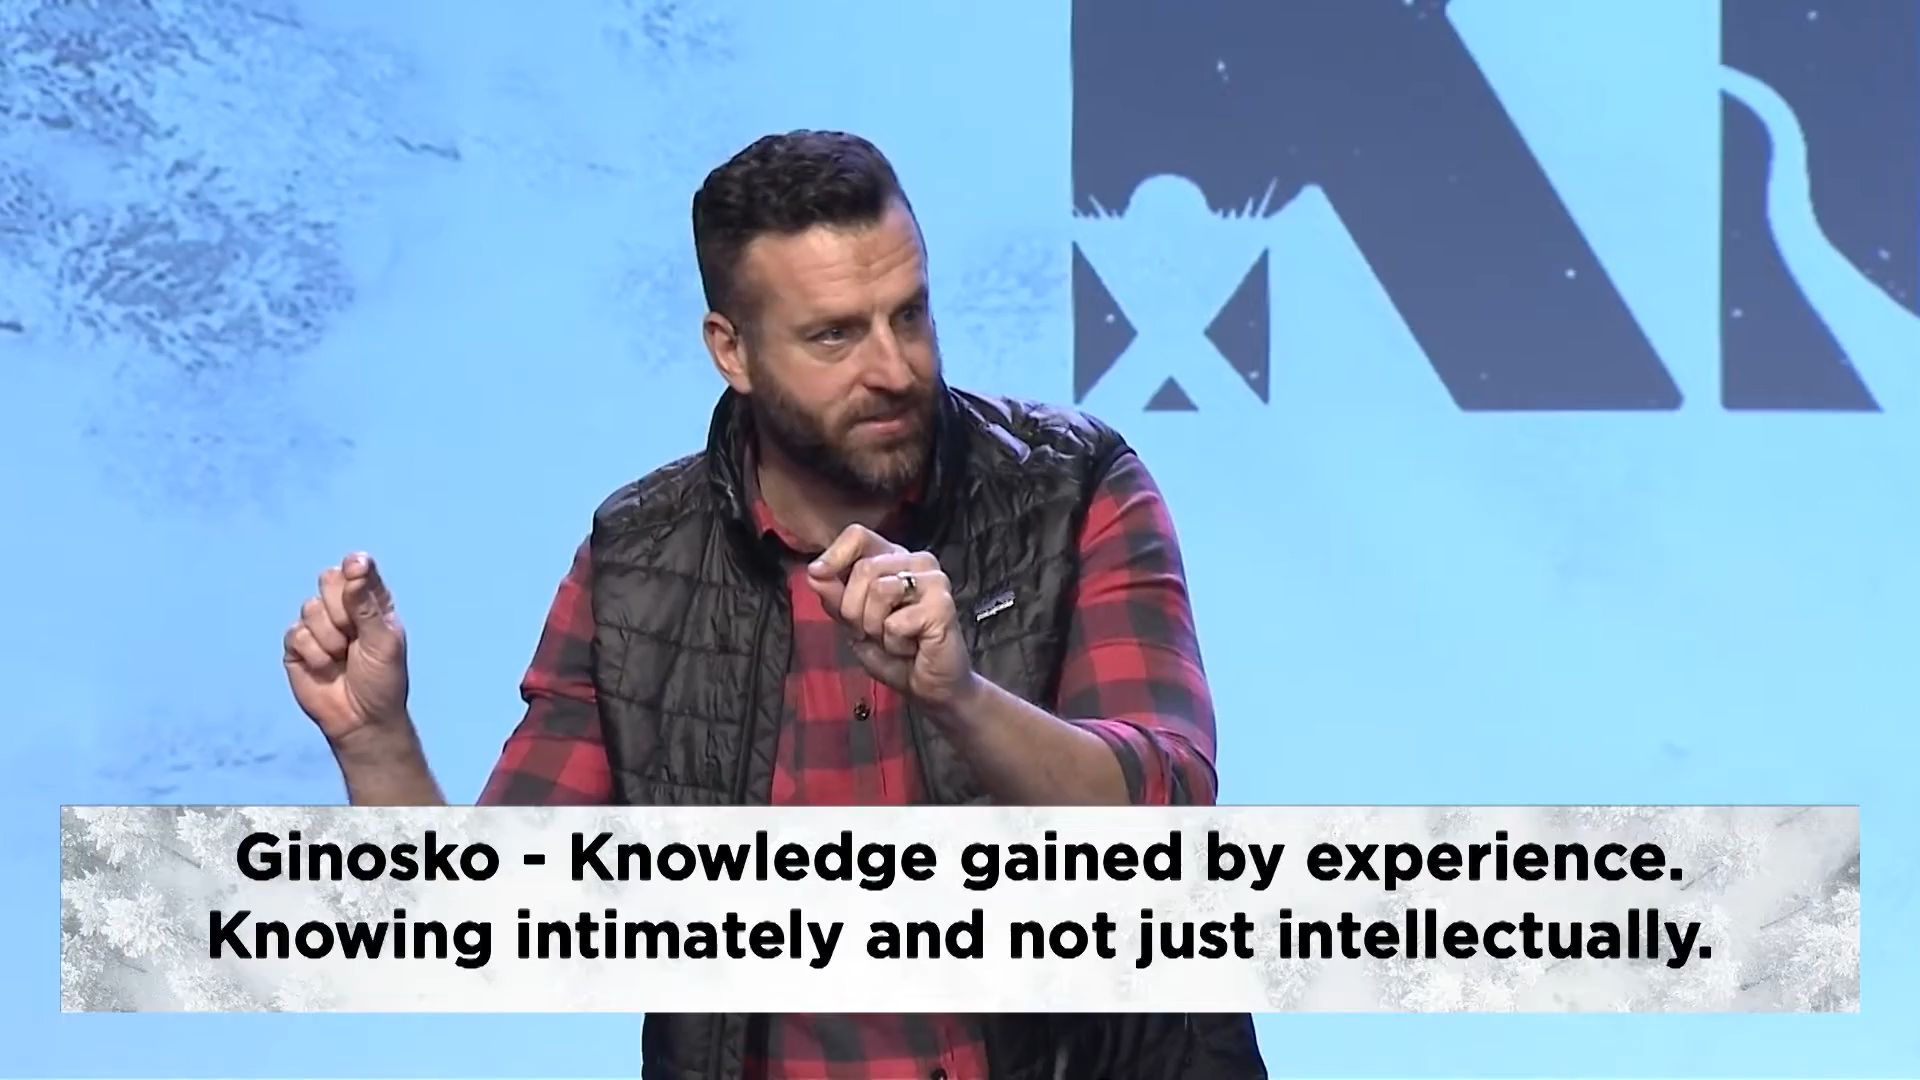 Ginosko - Knowledge gained by experience.
Knowing intimately and not just intellectually.